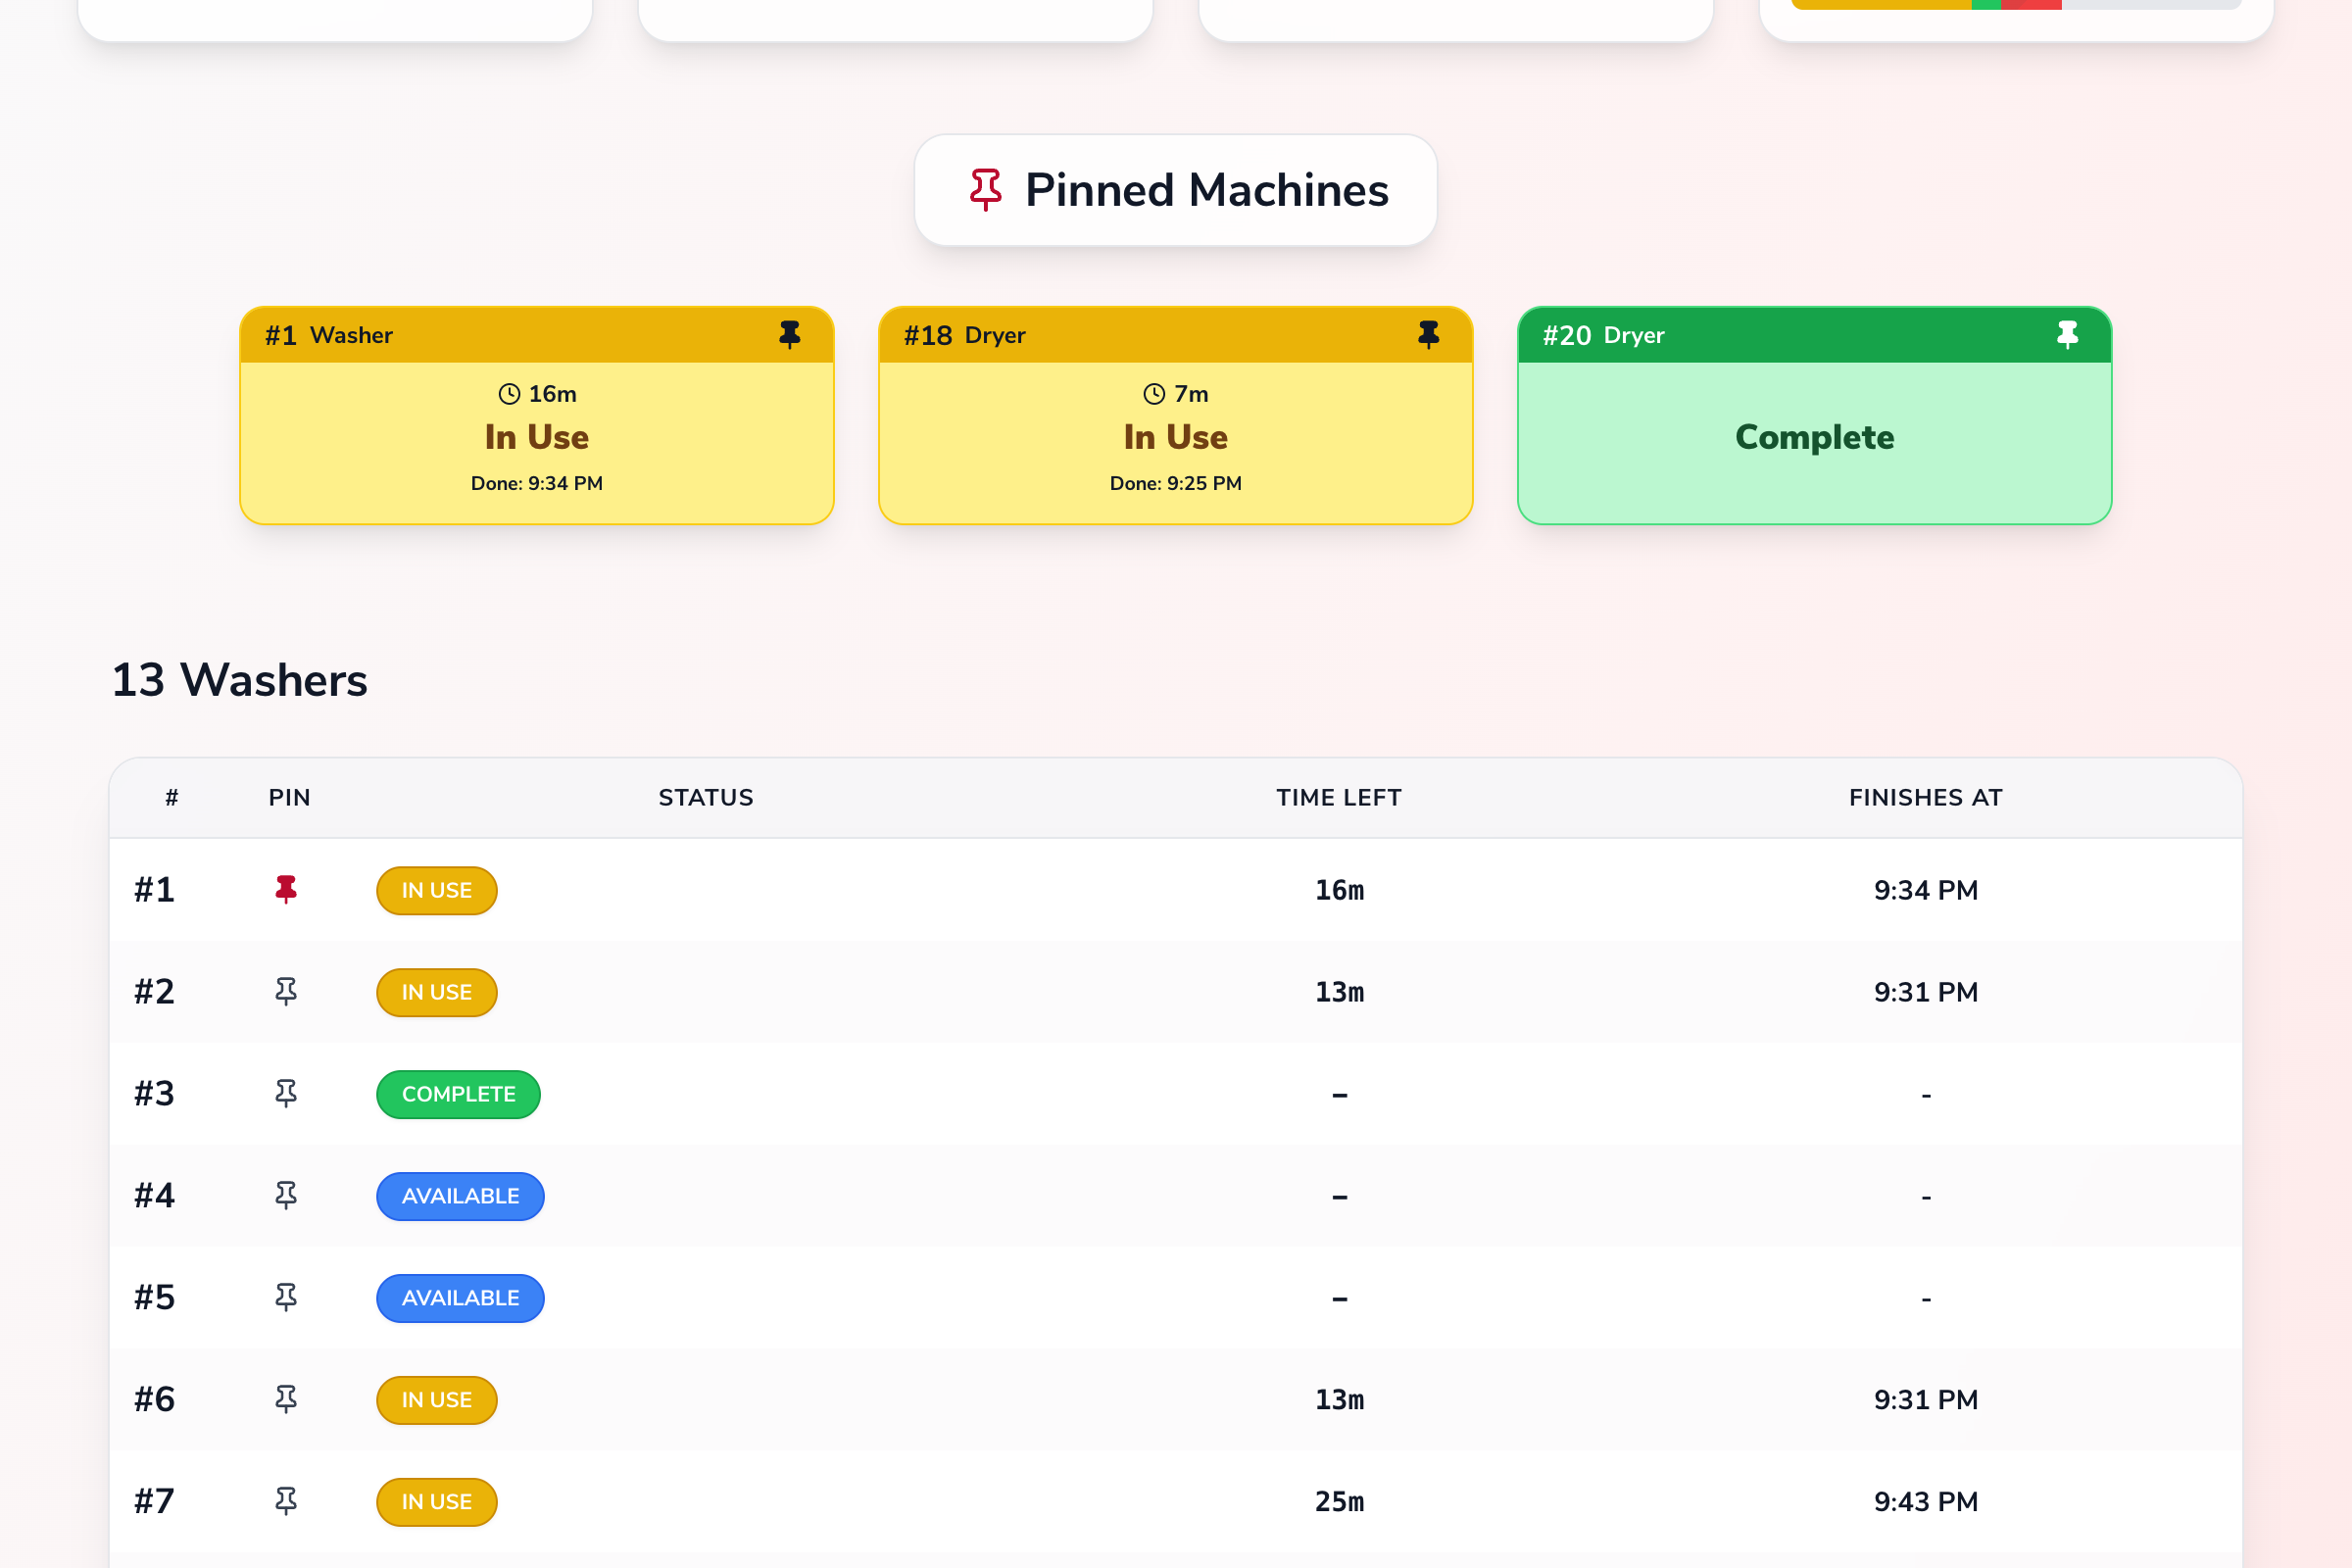 Pinned Machines
#1 Washer
16m
In Use
Done: 9:34 PM
#18 Dryer
7m
In Use
Done: 9:25 PM
#20 Dryer
Complete
13 Washers
# PIN STATUS TIME LEFT FINISHES AT
#1 IN USE 16m 9:34 PM
#2 IN USE 13m 9:31 PM
#3 COMPLETE – -
#4 AVAILABLE – -
#5 AVAILABLE – -
#6 IN USE 13m 9:31 PM
#7 IN USE 25m 9:43 PM